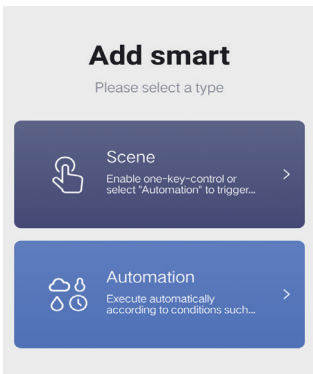 Add smart
Please select a type
Scene
Enable one-key-control or
select "Automation" to trigger...
Automation
Execute automatically
according to conditions such...